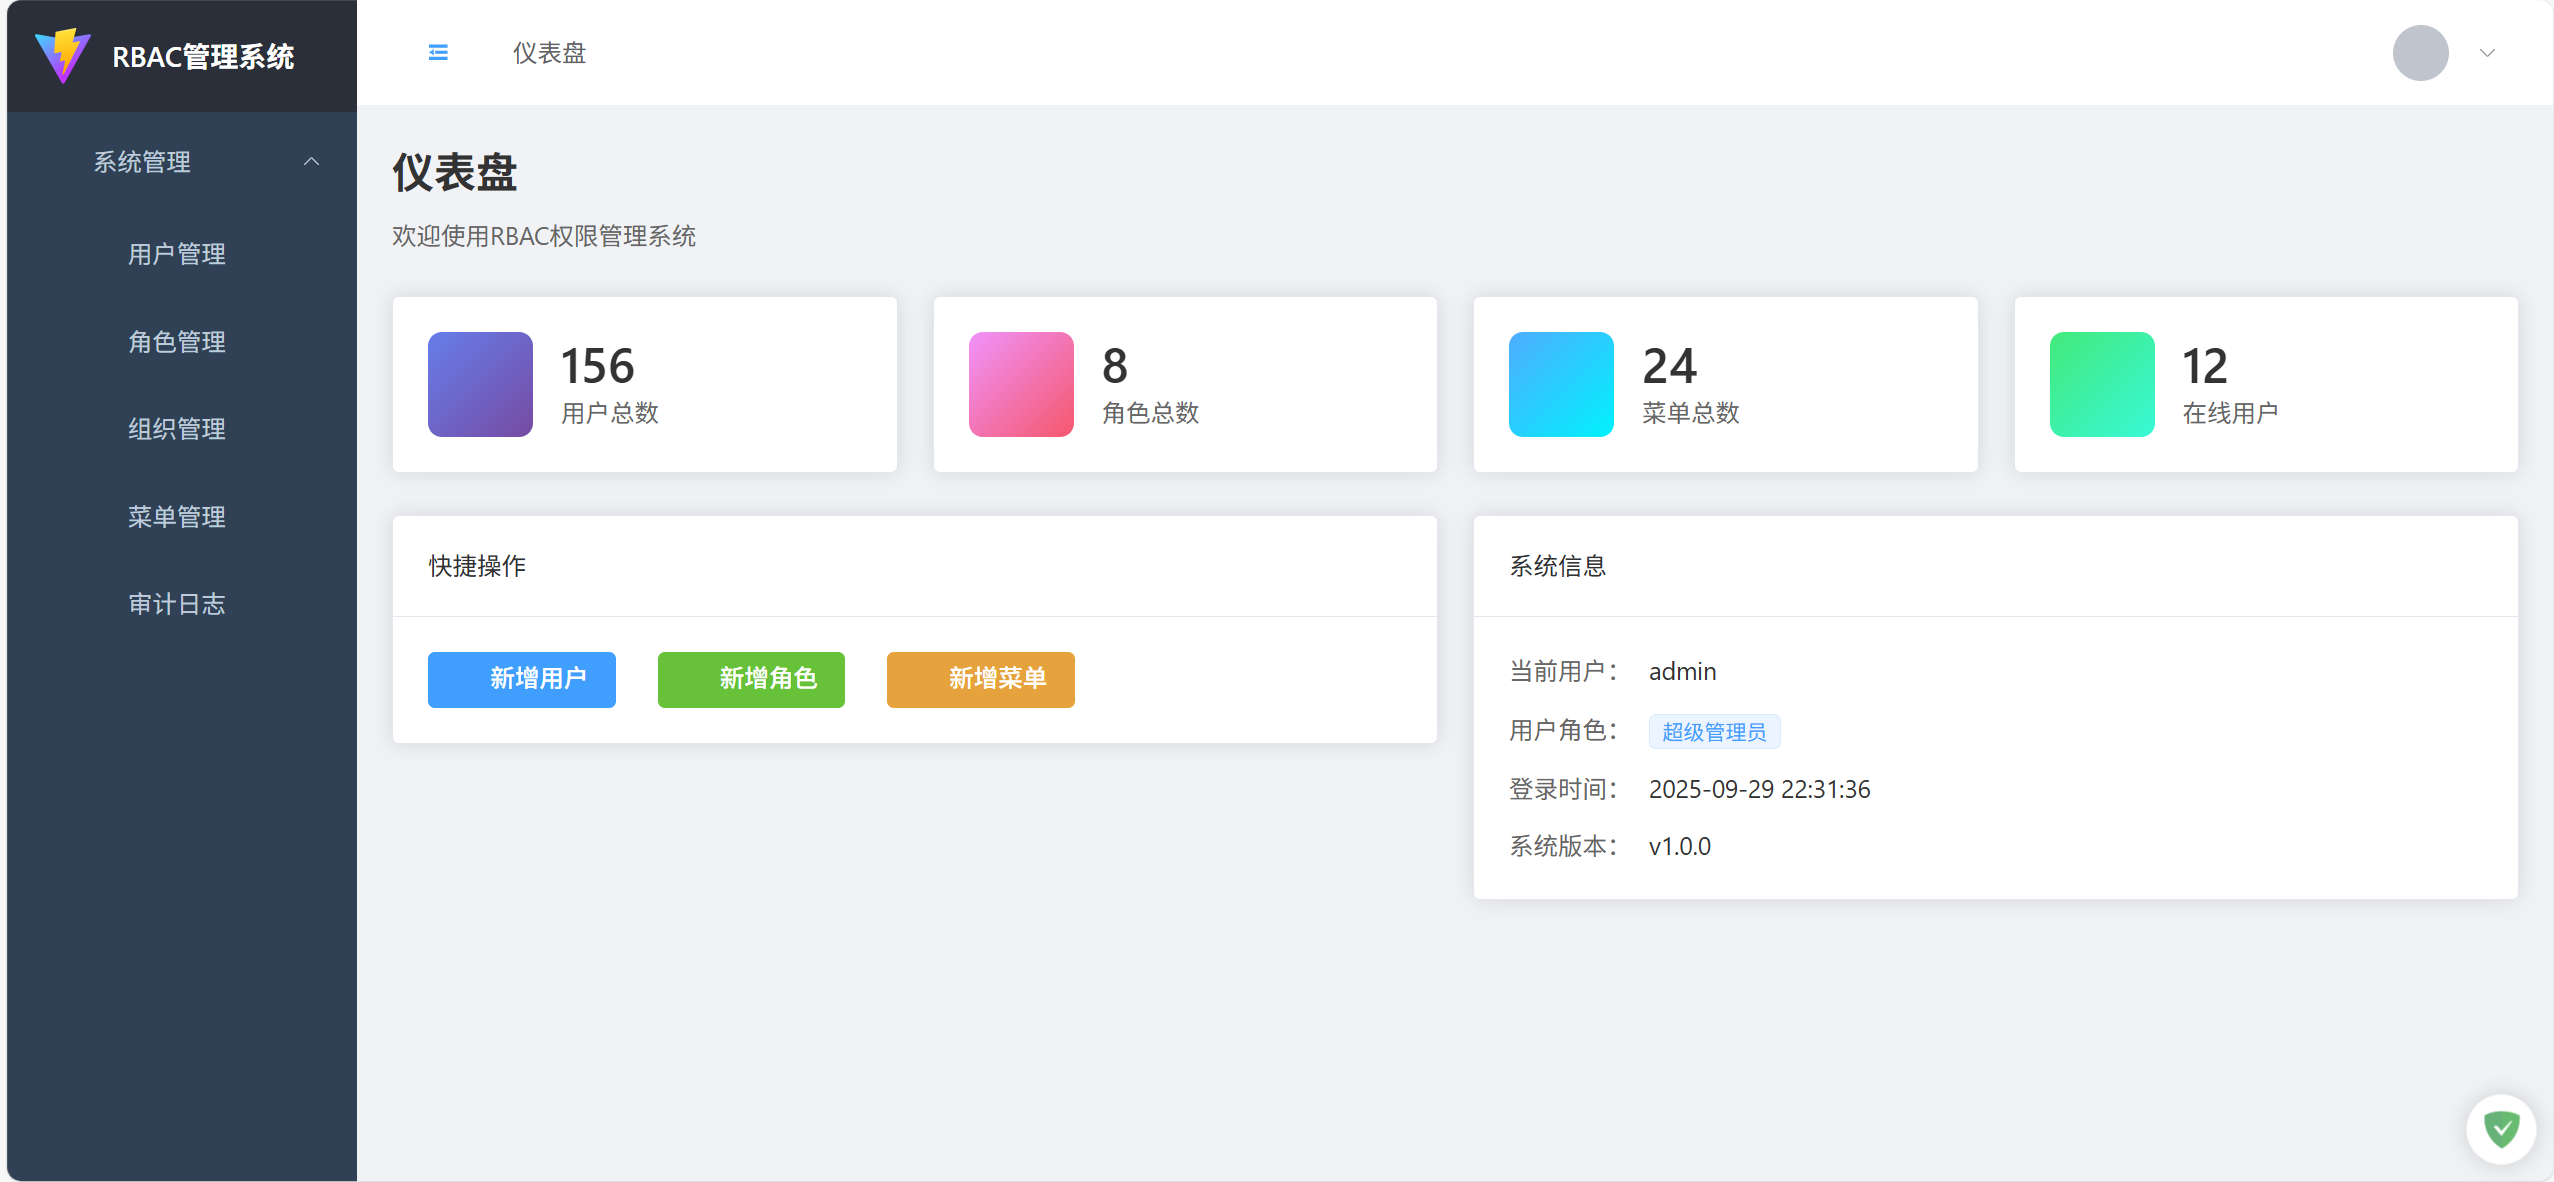 RBAC管理系统
仪表盘
系统管理
用户管理
角色管理
组织管理
菜单管理
审计日志
仪表盘
欢迎使用RBAC权限管理系统
156
用户总数
8
角色总数
24
菜单总数
12
在线用户
快捷操作
新增用户
新增角色
新增菜单
系统信息
当前用户： admin
用户角色： 超级管理员
登录时间： 2025-09-29 22:31:36
系统版本： v1.0.0